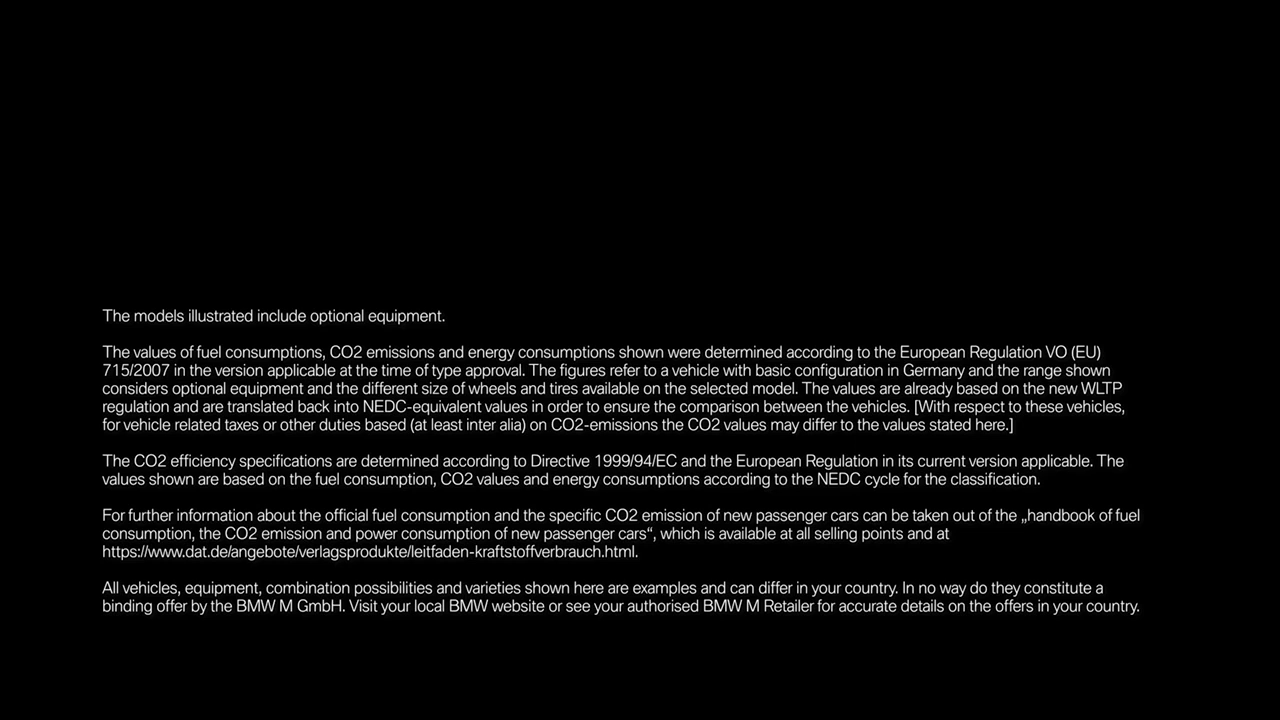 The models illustrated include optional equipment.
The values of fuel consumptions, CO2 emissions and energy consumptions shown were determined according to the European Regulation VO (EU)
715/2007 in the version applicable at the time of type approval. The figures refer to a vehicle with basic configuration in Germany and the range shown
considers optional equipment and the different size of wheels and tires available on the selected model. The values are already based on the new WLTP
regulation and are translated back into NEDC-equivalent values in order to ensure the comparison between the vehicles. [With respect to these vehicles,
for vehicle related taxes or other duties based (at least inter alia) on CO2-emissions the CO2 values may differ to the values stated here.]
The CO2 efficiency specifications are determined according to Directive 1999/94/EC and the European Regulation in its current version applicable. The
values shown are based on the fuel consumption, CO2 values and energy consumptions according to the NEDC cycle for the classification.
For further information about the official fuel consumption and the specific CO2 emission of new passenger cars can be taken out of the „handbook of fuel
consumption, the CO2 emission and power consumption of new passenger cars“, which is available at all selling points and at
https://www.dat.de/angebote/verlagsprodukte/leitfaden-kraftstoffverbrauch.html.
All vehicles, equipment, combination possibilities and varieties shown here are examples and can differ in your country. In no way do they constitute a
binding offer by the BMW M GmbH. Visit your local BMW website or see your authorised BMW M Retailer for accurate details on the offers in your country.